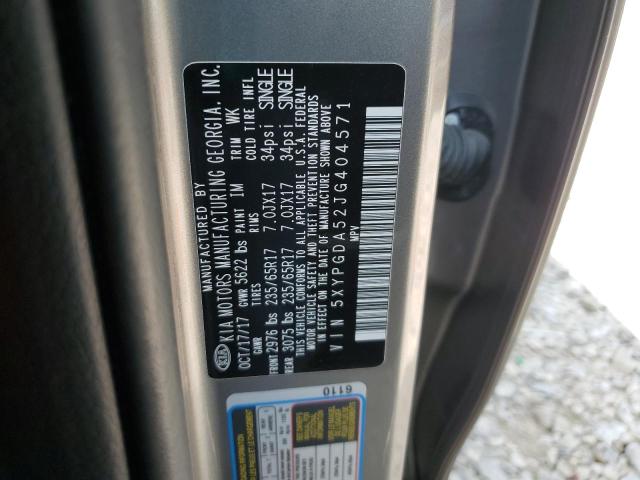 MANUFACTURED BY
KIA KIA MOTORS MANUFACTURING GEORGIA, INC.
OCT/17/17 GVWR 5622 lbs PAINT 1M TRIM WK
GAWR TIRES RIMS COLD TIRE INFL
FRONT 2976 lbs 235/65R17 7.0JX17 34psi SINGLE
REAR 3075 lbs 235/65R17 7.0JX17 34psi SINGLE
THIS VEHICLE CONFORMS TO ALL APPLICABLE U.S.A. FEDERAL
MOTOR VEHICLE SAFETY AND THEFT PREVENTION STANDARDS
IN EFFECT ON THE DATE OF MANUFACTURE SHOWN ABOVE
VIN 5XYPGDA52JG404571
MPV
6110